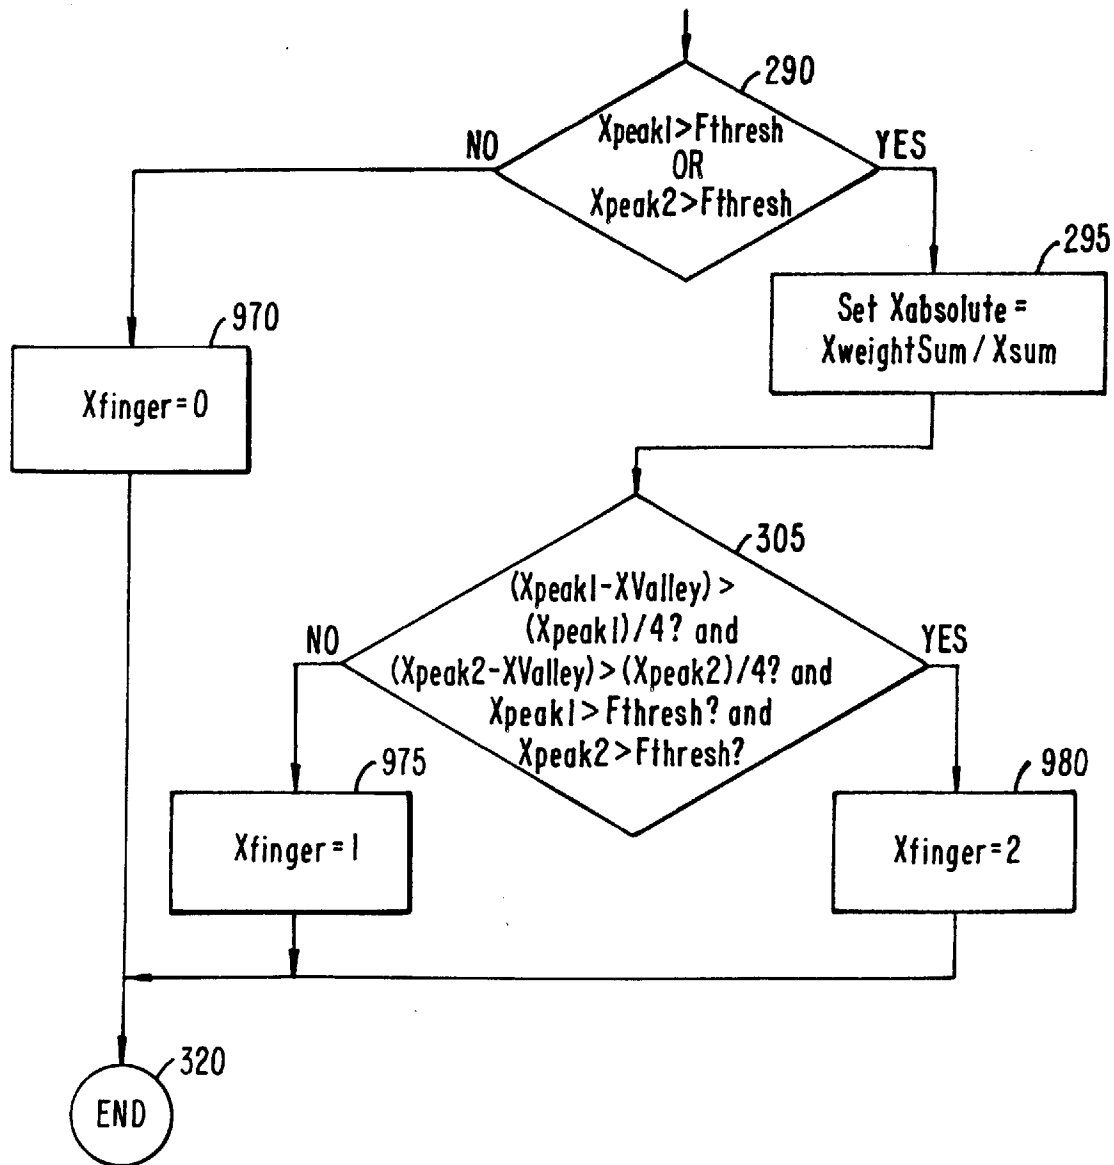 290
Xpeak1>Fthresh
OR
Xpeak2>Fthresh
NO
YES
295
Set Xabsolute=
XweightSum/Xsum
970
Xfinger=0
305
(Xpeak1-XValley)>
(Xpeak1)/4? and
(Xpeak2-XValley)>(Xpeak2)/4? and
Xpeak1>Fthresh? and
Xpeak2>Fthresh?
NO
YES
975
Xfinger=1
980
Xfinger=2
320
END